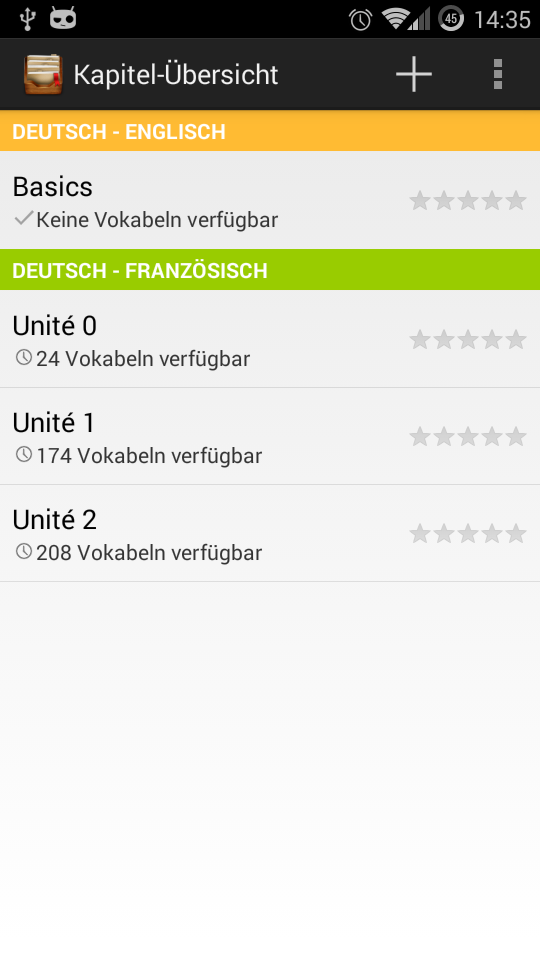 45 14:35
Kapitel-Übersicht
DEUTSCH - ENGLISCH
Basics
Keine Vokabeln verfügbar
DEUTSCH - FRANZÖSISCH
Unité 0
24 Vokabeln verfügbar
Unité 1
174 Vokabeln verfügbar
Unité 2
208 Vokabeln verfügbar